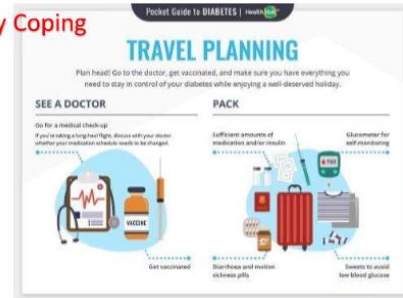 y Coping
Pocket Guide to DIABETES | HealthHub
TRAVEL PLANNING
Plan head! Go to the doctor, get vaccinated, and make sure you have everything you
need to stay in control of your diabetes while enjoying a well-deserved holiday.
SEE A DOCTOR
Go for a medical check-up
If you're taking a long haul flight, discuss with your doctor
whether your medication schedule needs to be changed.
VACCINE
Get vaccinated
PACK
Sufficient amounts of
medication and/or insulin
Glucometer for
self-monitoring
Diarrhoea and motion
sickness pills
Sweets to avoid
low blood glucose